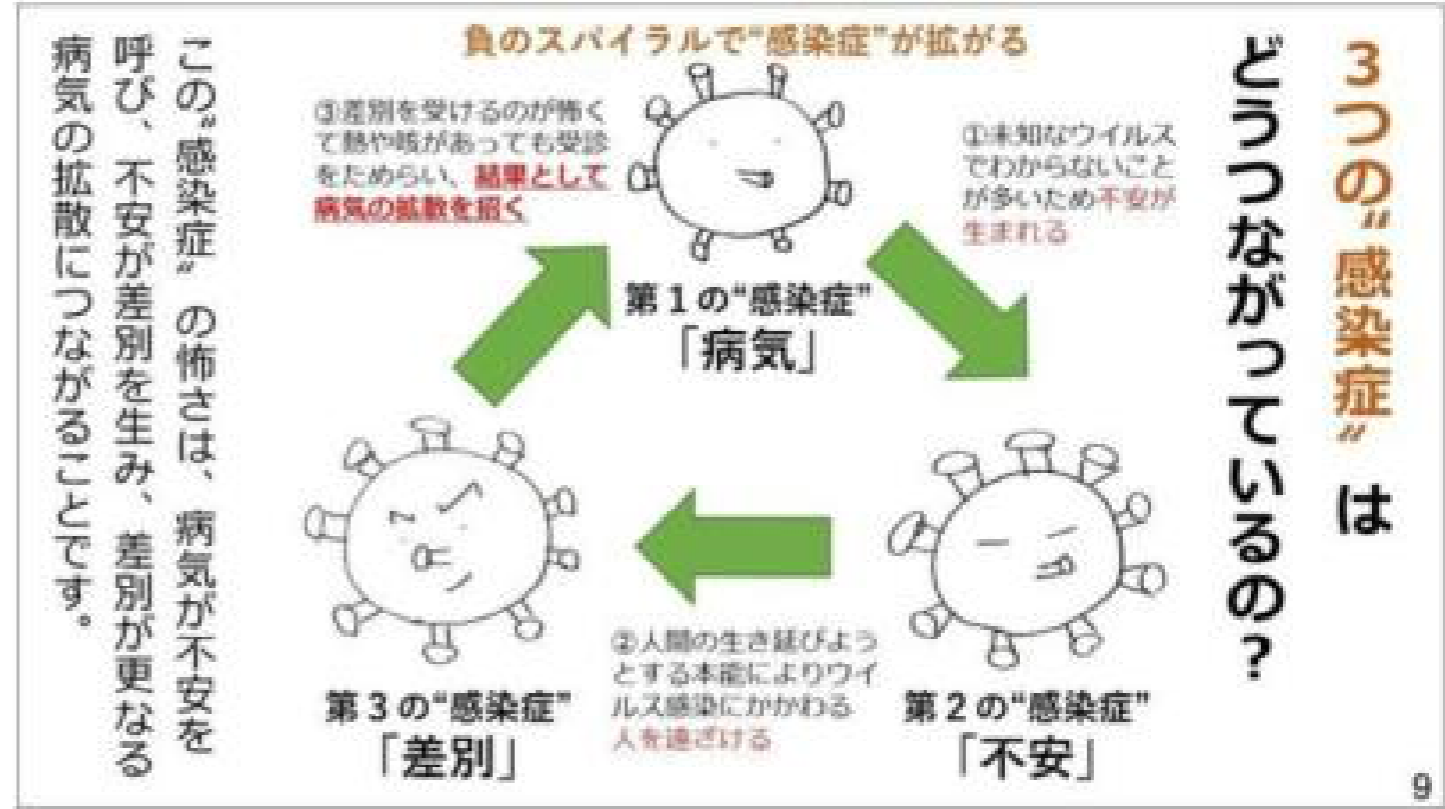 ３つの“感染症”は
どうつながっているの？
負のスパイラルで“感染症”が拡がる
①未知なウイルス
でわからないこと
が多いため不安が
生まれる
第１の“感染症”
「病気」
第２の“感染症”
「不安」
②人間の生き延びよう
とする本能によりウイ
ルス感染にかかわる
人を遠ざける
第３の“感染症”
「差別」
③差別を受けるのが怖く
て熱や咳があっても受診
をためらい、結果として
病気の拡散を招く
この“感染症”の怖さは、病気が不安を
呼び、不安が差別を生み、差別が更なる
病気の拡散につながることです。
9